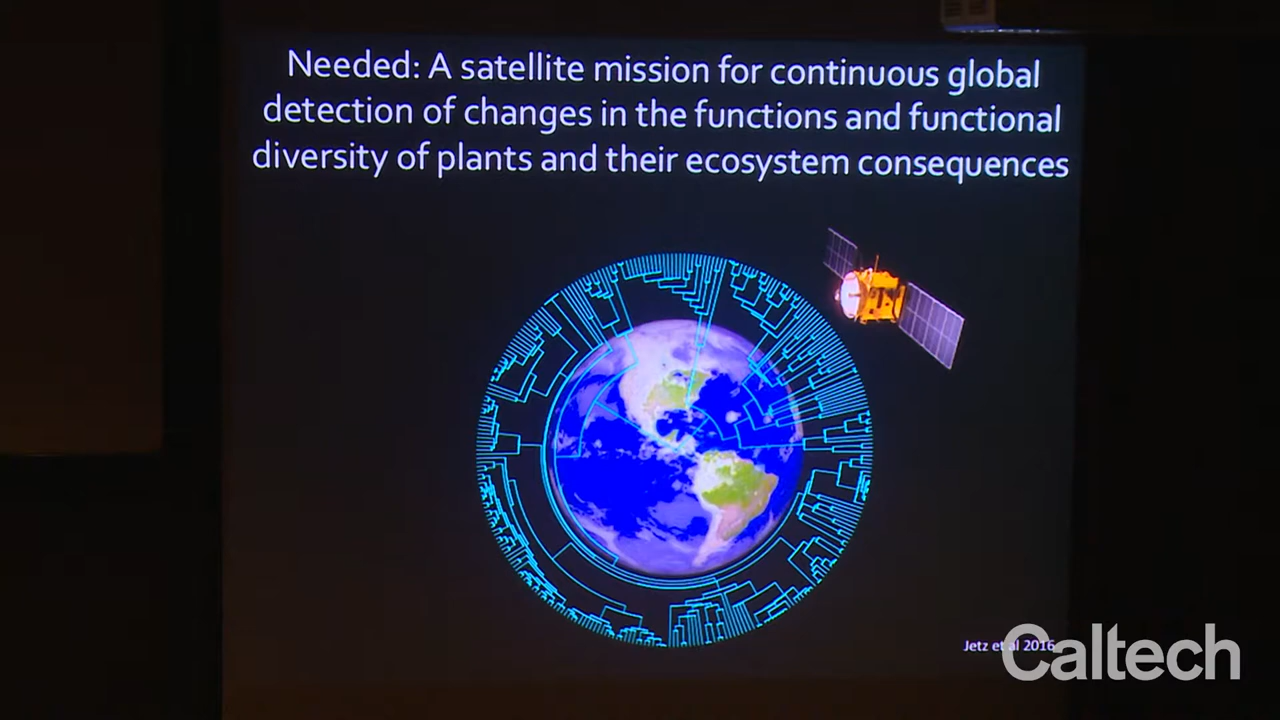 Needed: A satellite mission for continuous global
detection of changes in the functions and functional
diversity of plants and their ecosystem consequences
Jetz et al 2016
Caltech